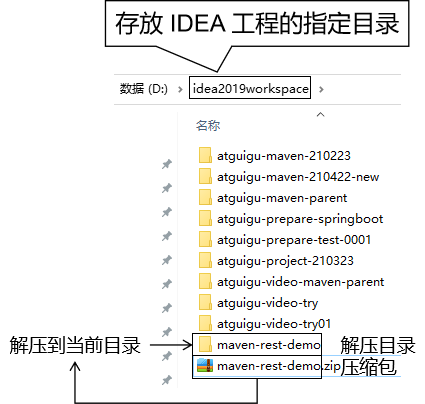 存放 IDEA 工程的指定目录
数据 (D:) > idea2019workspace >
名称
atguigu-maven-210223
atguigu-maven-210422-new
atguigu-maven-parent
atguigu-prepare-springboot
atguigu-prepare-test-0001
atguigu-project-210323
atguigu-video-maven-parent
atguigu-video-try
atguigu-video-try01
解压到当前目录 maven-rest-demo 解压目录
maven-rest-demo.zip 压缩包